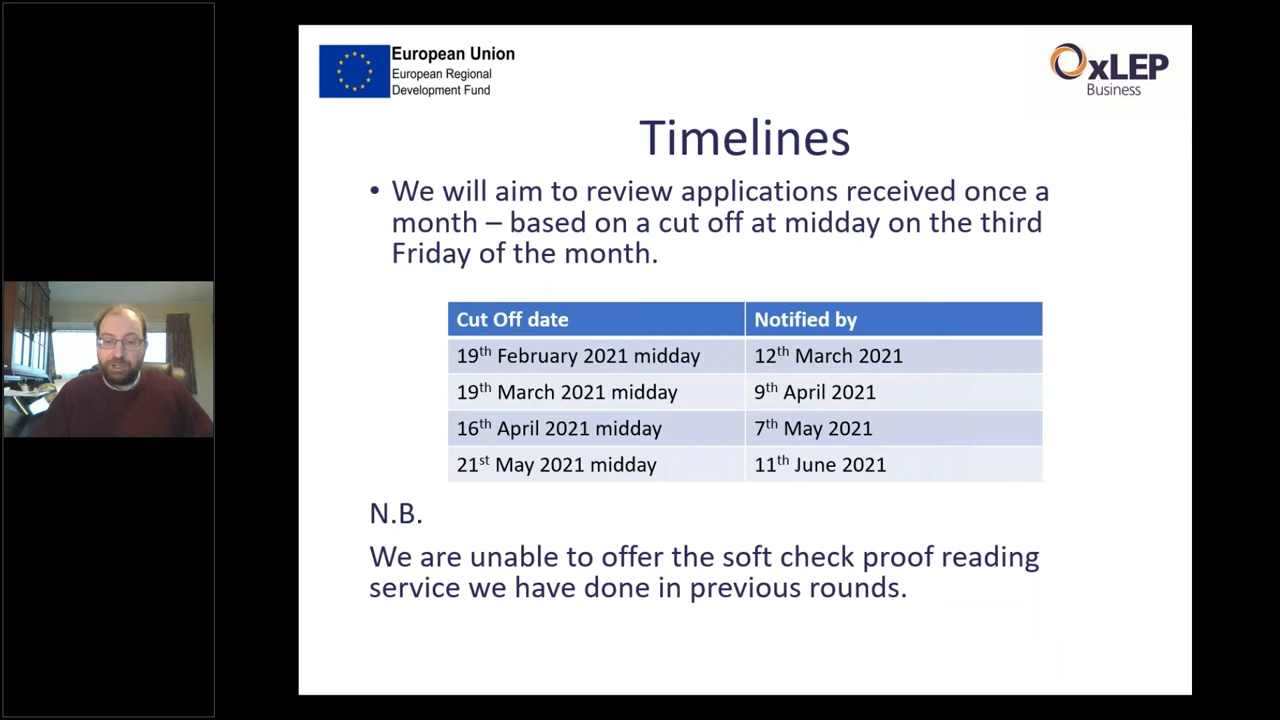 European Union
European Regional
Development Fund
OxLEP
Business
Timelines
• We will aim to review applications received once a
month – based on a cut off at midday on the third
Friday of the month.
Cut Off date Notified by
19th February 2021 midday 12th March 2021
19th March 2021 midday 9th April 2021
16th April 2021 midday 7th May 2021
21st May 2021 midday 11th June 2021
N.B.
We are unable to offer the soft check proof reading
service we have done in previous rounds.